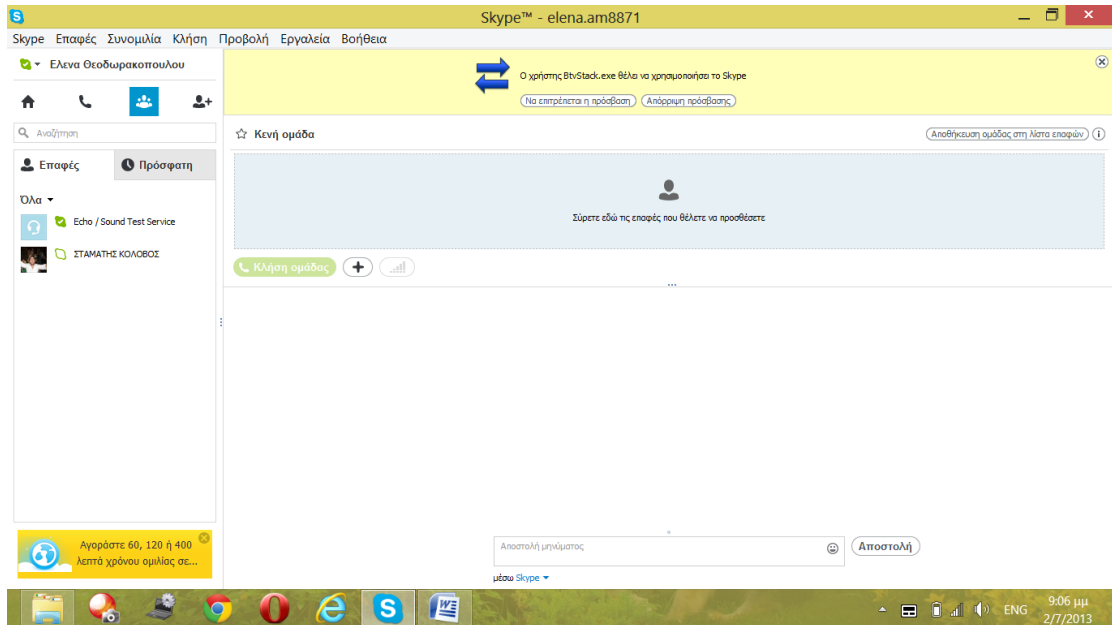 Skype™ - elena.am8871
Skype Επαφές Συνομιλία Κλήση Προβολή Εργαλεία Βοήθεια
Ελενα Θεοδωρακοπουλου
Ο χρήστης BtvStack.exe θέλει να χρησιμοποιήσει το Skype
Να επιτρέπεται η πρόσβαση Απόρριψη πρόσβασης
Αναζήτηση
Κενή ομάδα
Αποθήκευση ομάδας στη λίστα επαφών
Επαφές Πρόσφατη
Όλα
Echo / Sound Test Service
ΣΤΑΜΑΤΗΣ ΚΟΛΟΒΟΣ
Σύρετε εδώ τις επαφές που θέλετε να προσθέσετε
Κλήση ομάδας
Αγοράστε 60, 120 ή 400
λεπτά χρόνου ομιλίας σε...
Αποστολή μηνύματος
Αποστολή
μέσω Skype
ENG
9:06 μμ
2/7/2013